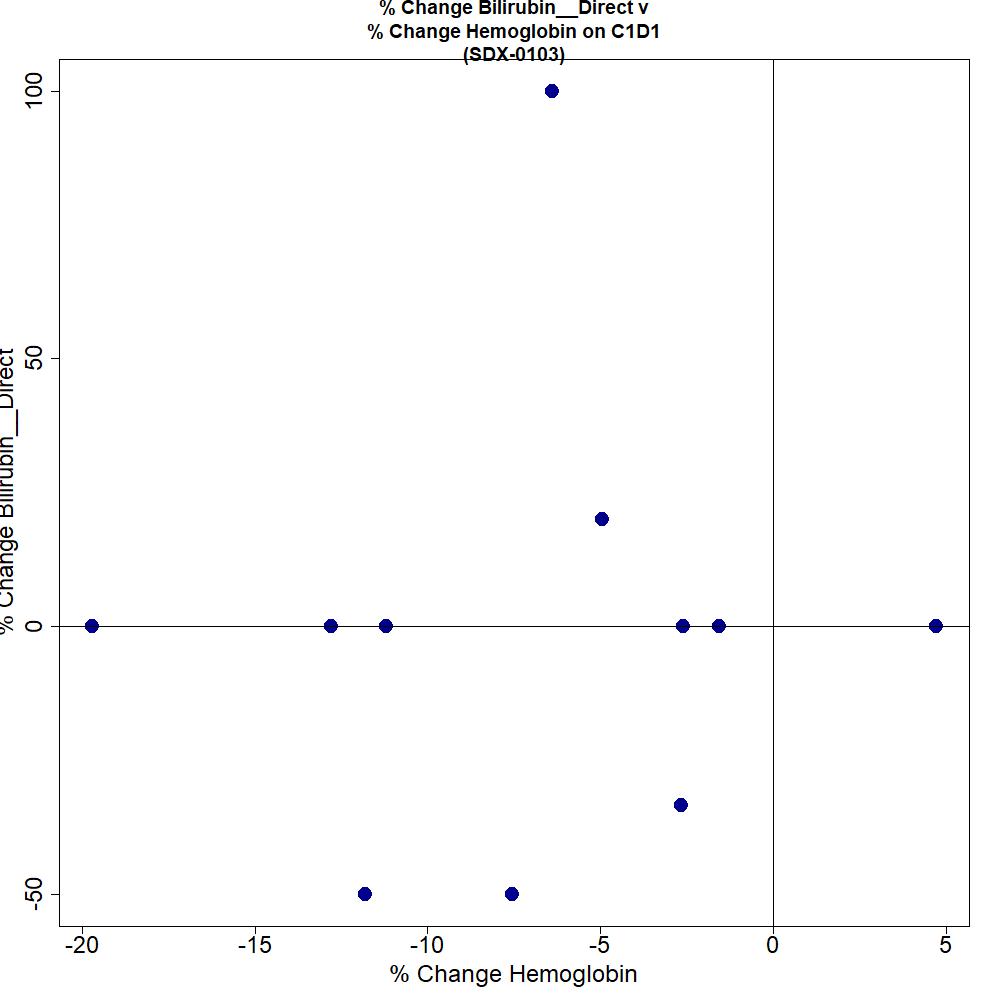 % Change Bilirubin__Direct v
% Change Hemoglobin on C1D1
(SDX-0103)
% Change Bilirubin__Direct
100
50
0
-50
-20 -15 -10 -5 0 5
% Change Hemoglobin